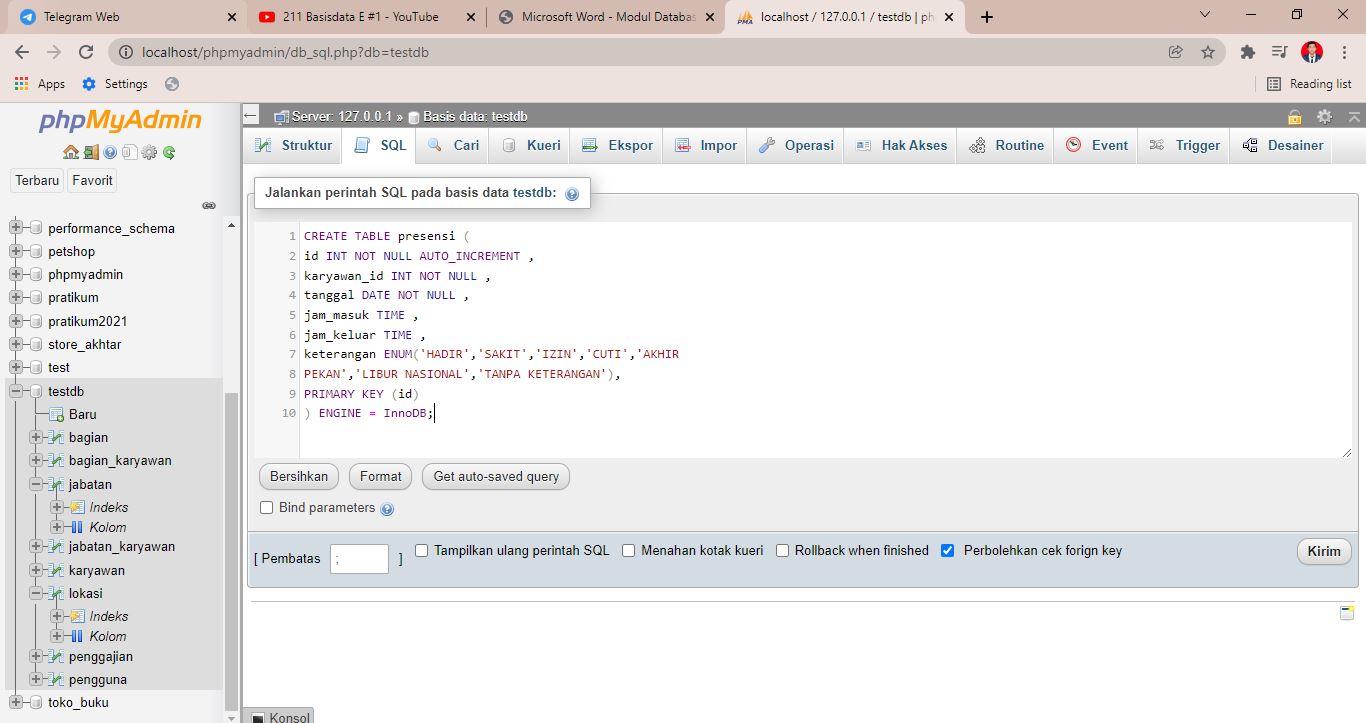 Telegram Web
211 Basisdata E #1 - YouTube
Microsoft Word - Modul Databas
localhost / 127.0.0.1 / testdb | ph
localhost/phpmyadmin/db_sql.php?db=testdb
Apps
Settings
Reading list
phpMyAdmin
Terbaru
Favorit
performance_schema
petshop
phpmyadmin
pratikum
pratikum2021
store_akhtar
test
testdb
Baru
bagian
bagian_karyawan
jabatan
Indeks
Kolom
jabatan_karyawan
karyawan
lokasi
Indeks
Kolom
penggajian
pengguna
toko_buku
Server: 127.0.0.1 » Basis data: testdb
Struktur
SQL
Cari
Kueri
Ekspor
Impor
Operasi
Hak Akses
Routine
Event
Trigger
Desainer
Jalankan perintah SQL pada basis data testdb:
1 CREATE TABLE presensi (
2 id INT NOT NULL AUTO_INCREMENT ,
3 karyawan_id INT NOT NULL ,
4 tanggal DATE NOT NULL ,
5 jam_masuk TIME ,
6 jam_keluar TIME ,
7 keterangan ENUM('HADIR','SAKIT','IZIN','CUTI','AKHIR
8 PEKAN','LIBUR NASIONAL','TANPA KETERANGAN'),
9 PRIMARY KEY (id)
10 ) ENGINE = InnoDB;
Bersihkan
Format
Get auto-saved query
Bind parameters
[ Pembatas ; ]
Tampilkan ulang perintah SQL
Menahan kotak kueri
Rollback when finished
Perbolehkan cek forign key
Kirim
Konsol